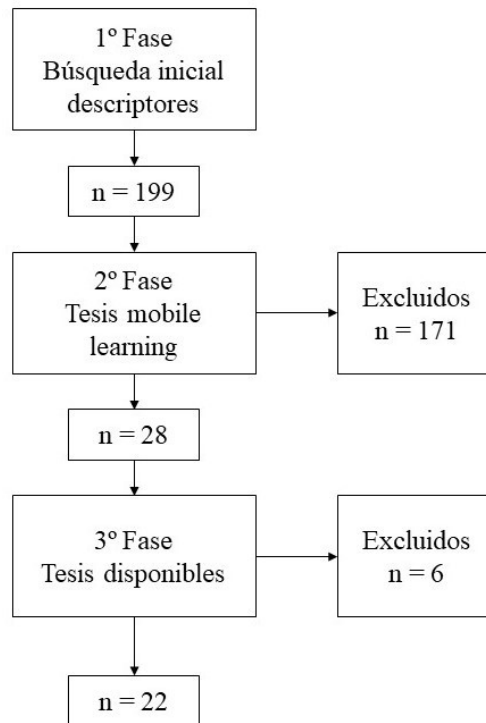 1º Fase
Búsqueda inicial
descriptores
n = 199
2º Fase
Tesis mobile
learning
Excluidos
n = 171
n = 28
3º Fase
Tesis disponibles
Excluidos
n = 6
n = 22